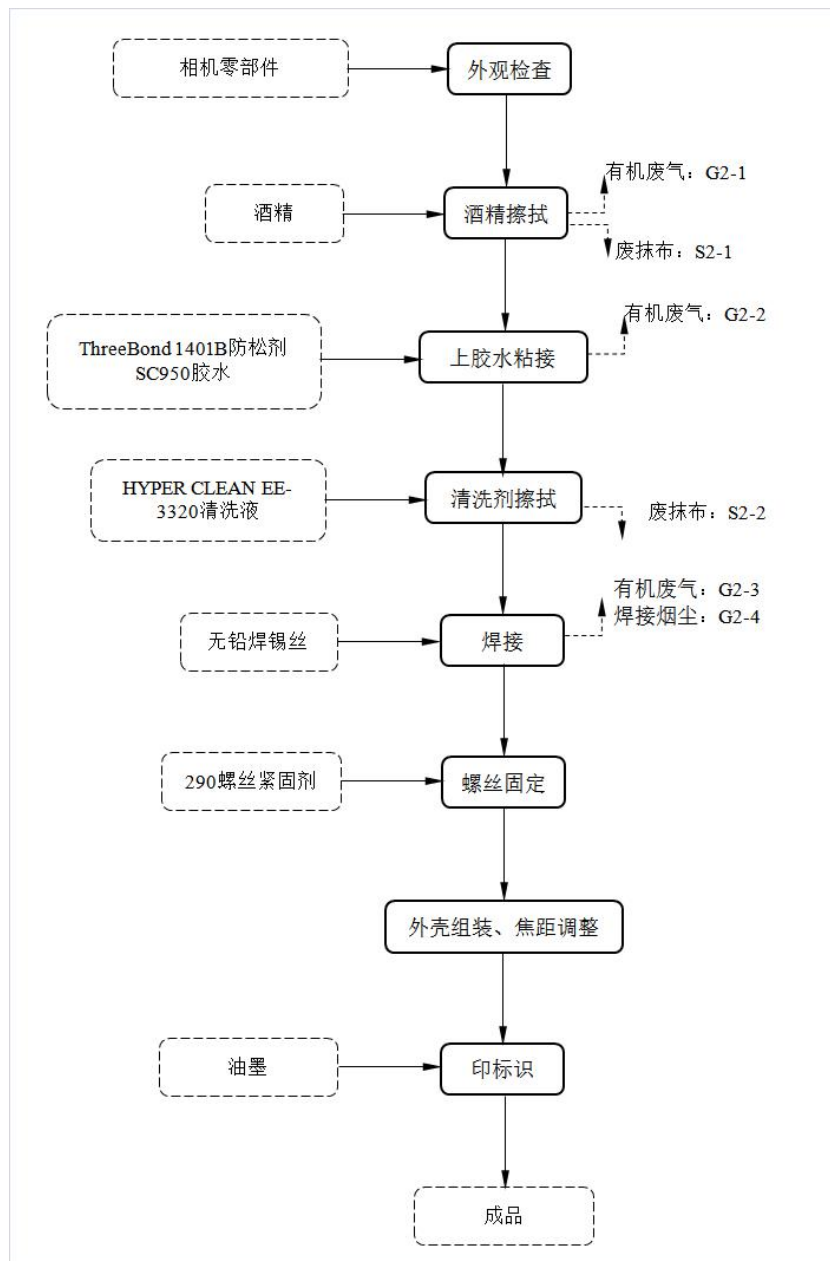 相机零部件
外观检查
有机废气：G2-1
酒精
酒精擦拭
废抹布：S2-1
有机废气：G2-2
ThreeBond 1401B防松剂
SC950胶水
上胶水粘接
HYPER CLEAN EE-
3320清洗液
清洗剂擦拭
废抹布：S2-2
有机废气：G2-3
焊接烟尘：G2-4
无铅焊锡丝
焊接
290螺丝紧固剂
螺丝固定
外壳组装、焦距调整
油墨
印标识
成品